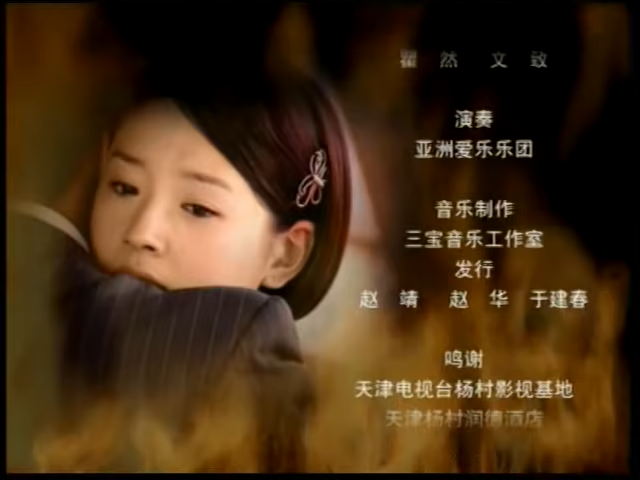 瞿 然 文 致
演奏
亚洲爱乐乐团
音乐制作
三宝音乐工作室
发行
赵 靖 赵 华 于建春
鸣谢
天津电视台杨村影视基地
天津杨村润德酒店